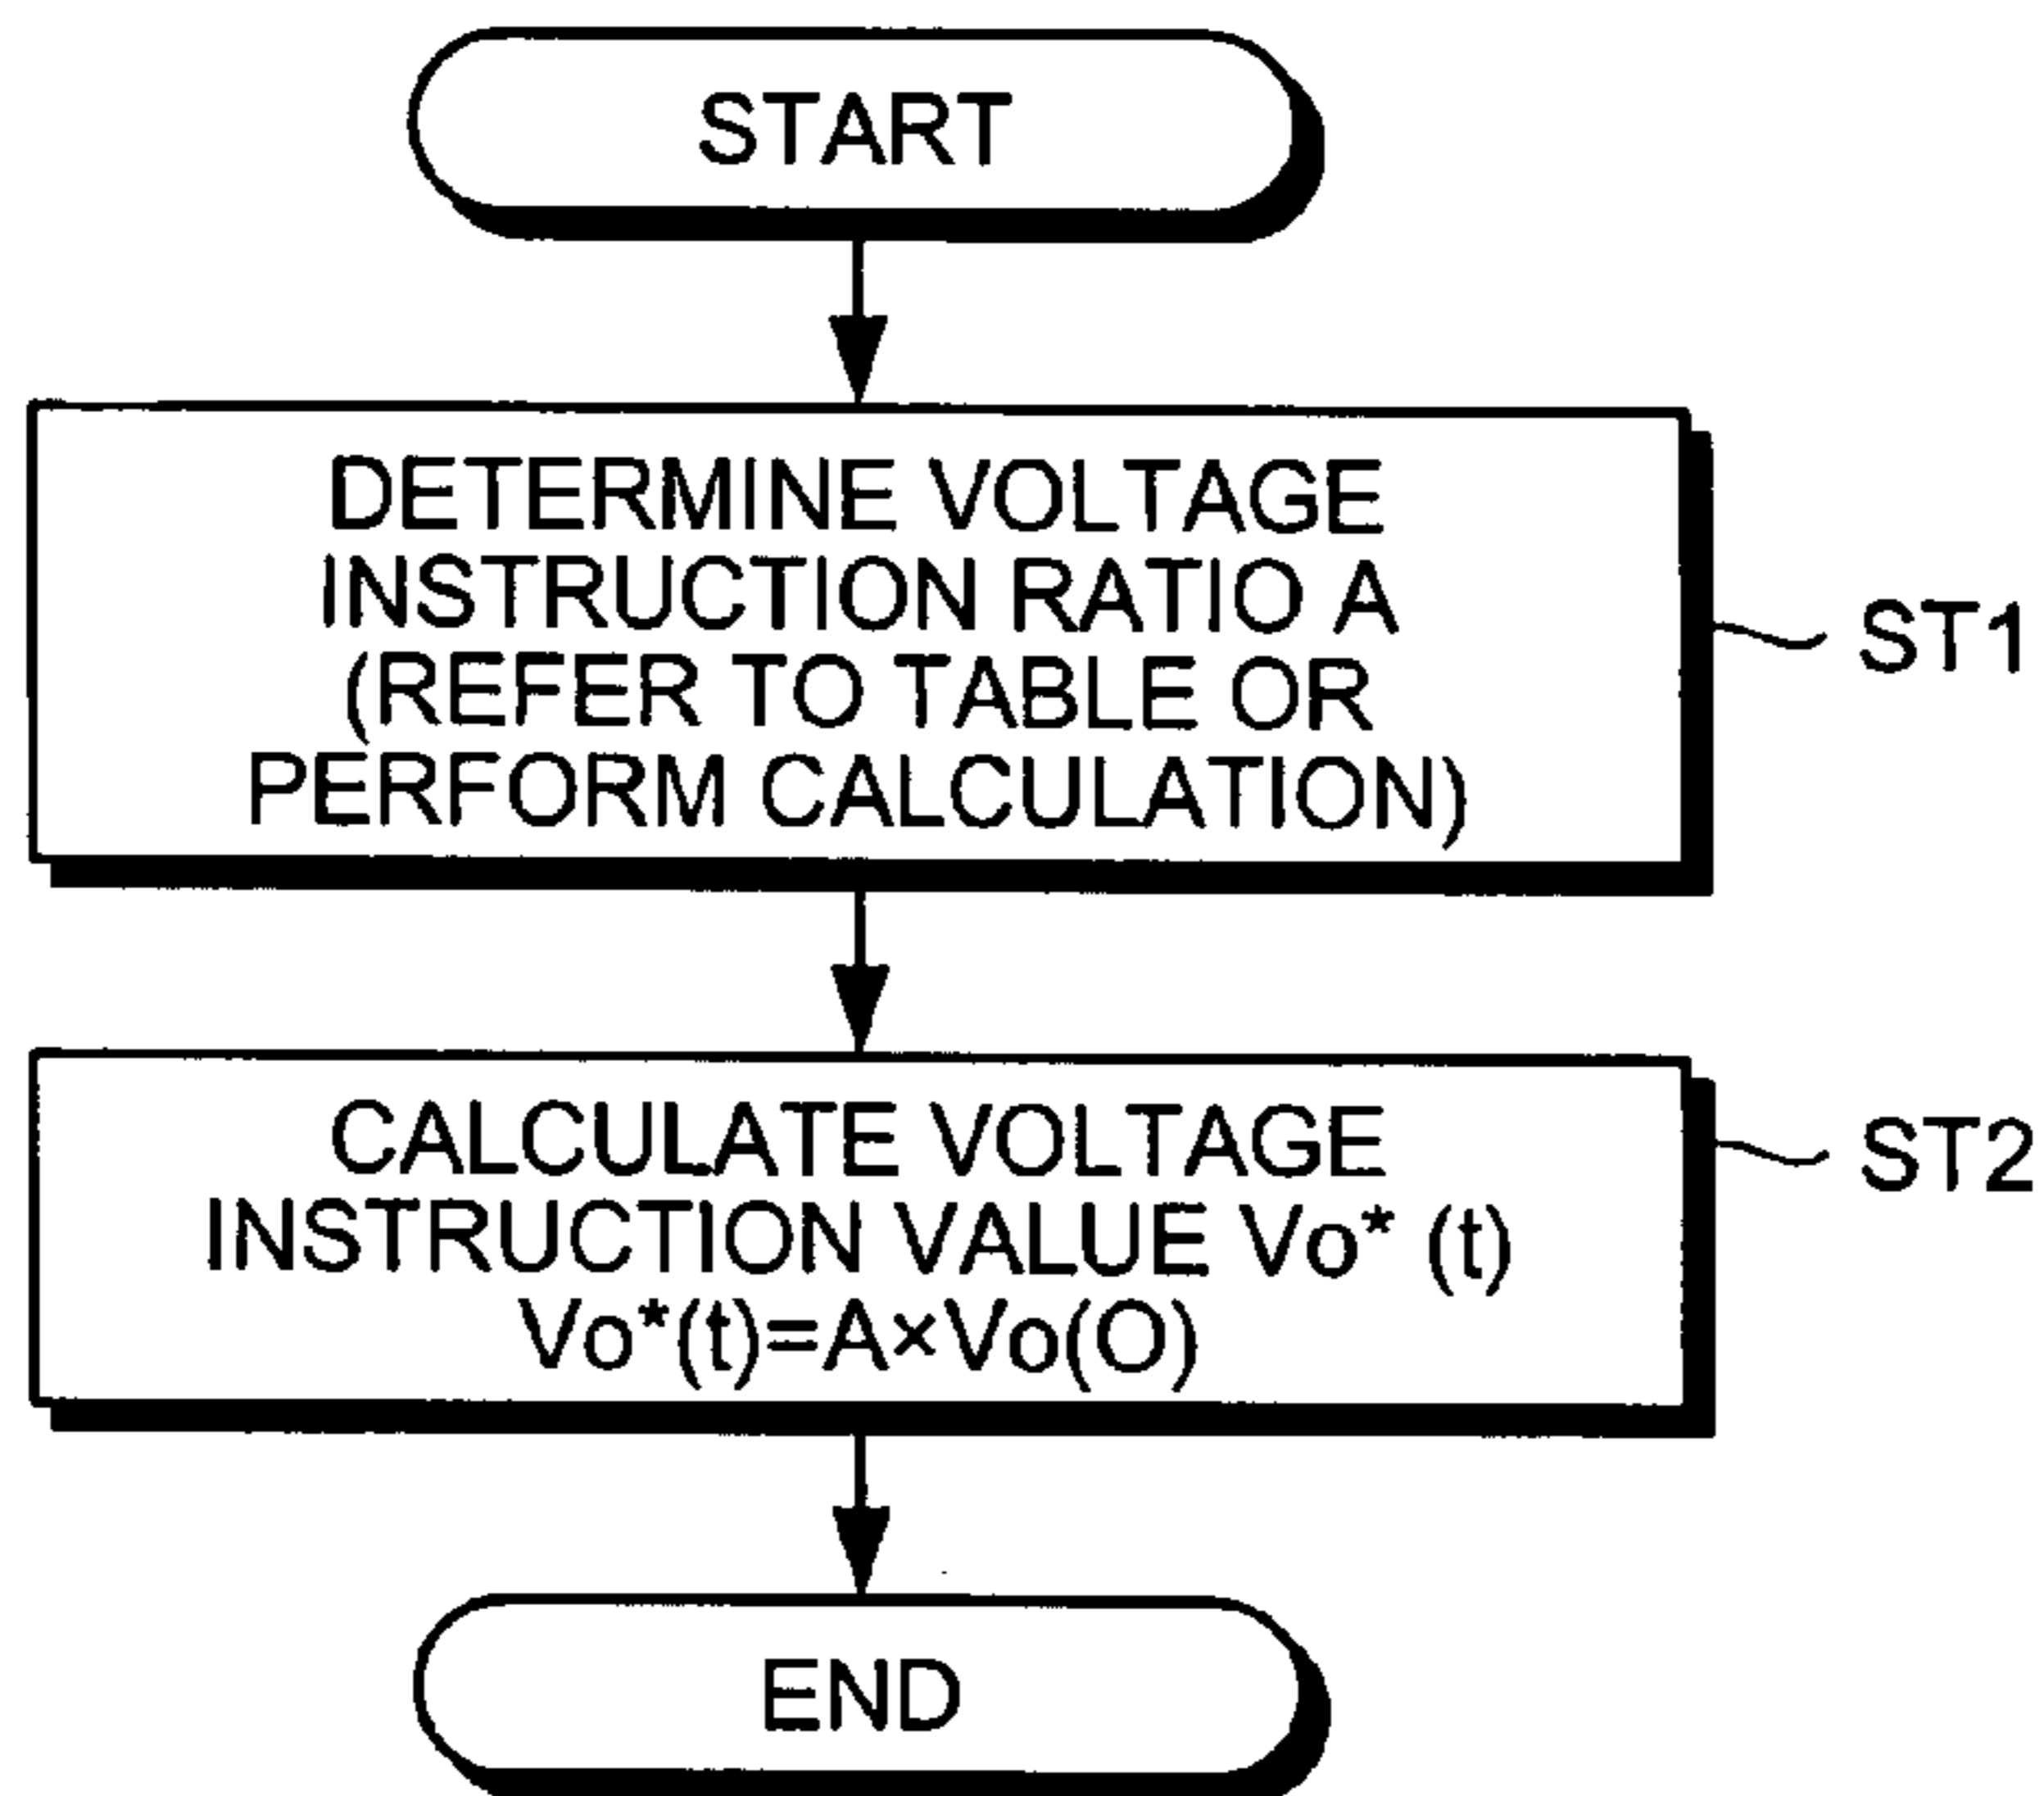 START
DETERMINE VOLTAGE
INSTRUCTION RATIO A
(REFER TO TABLE OR
PERFORM CALCULATION)
ST1
CALCULATE VOLTAGE
INSTRUCTION VALUE Vo* (t)
Vo*(t)=A×Vo(O)
ST2
END